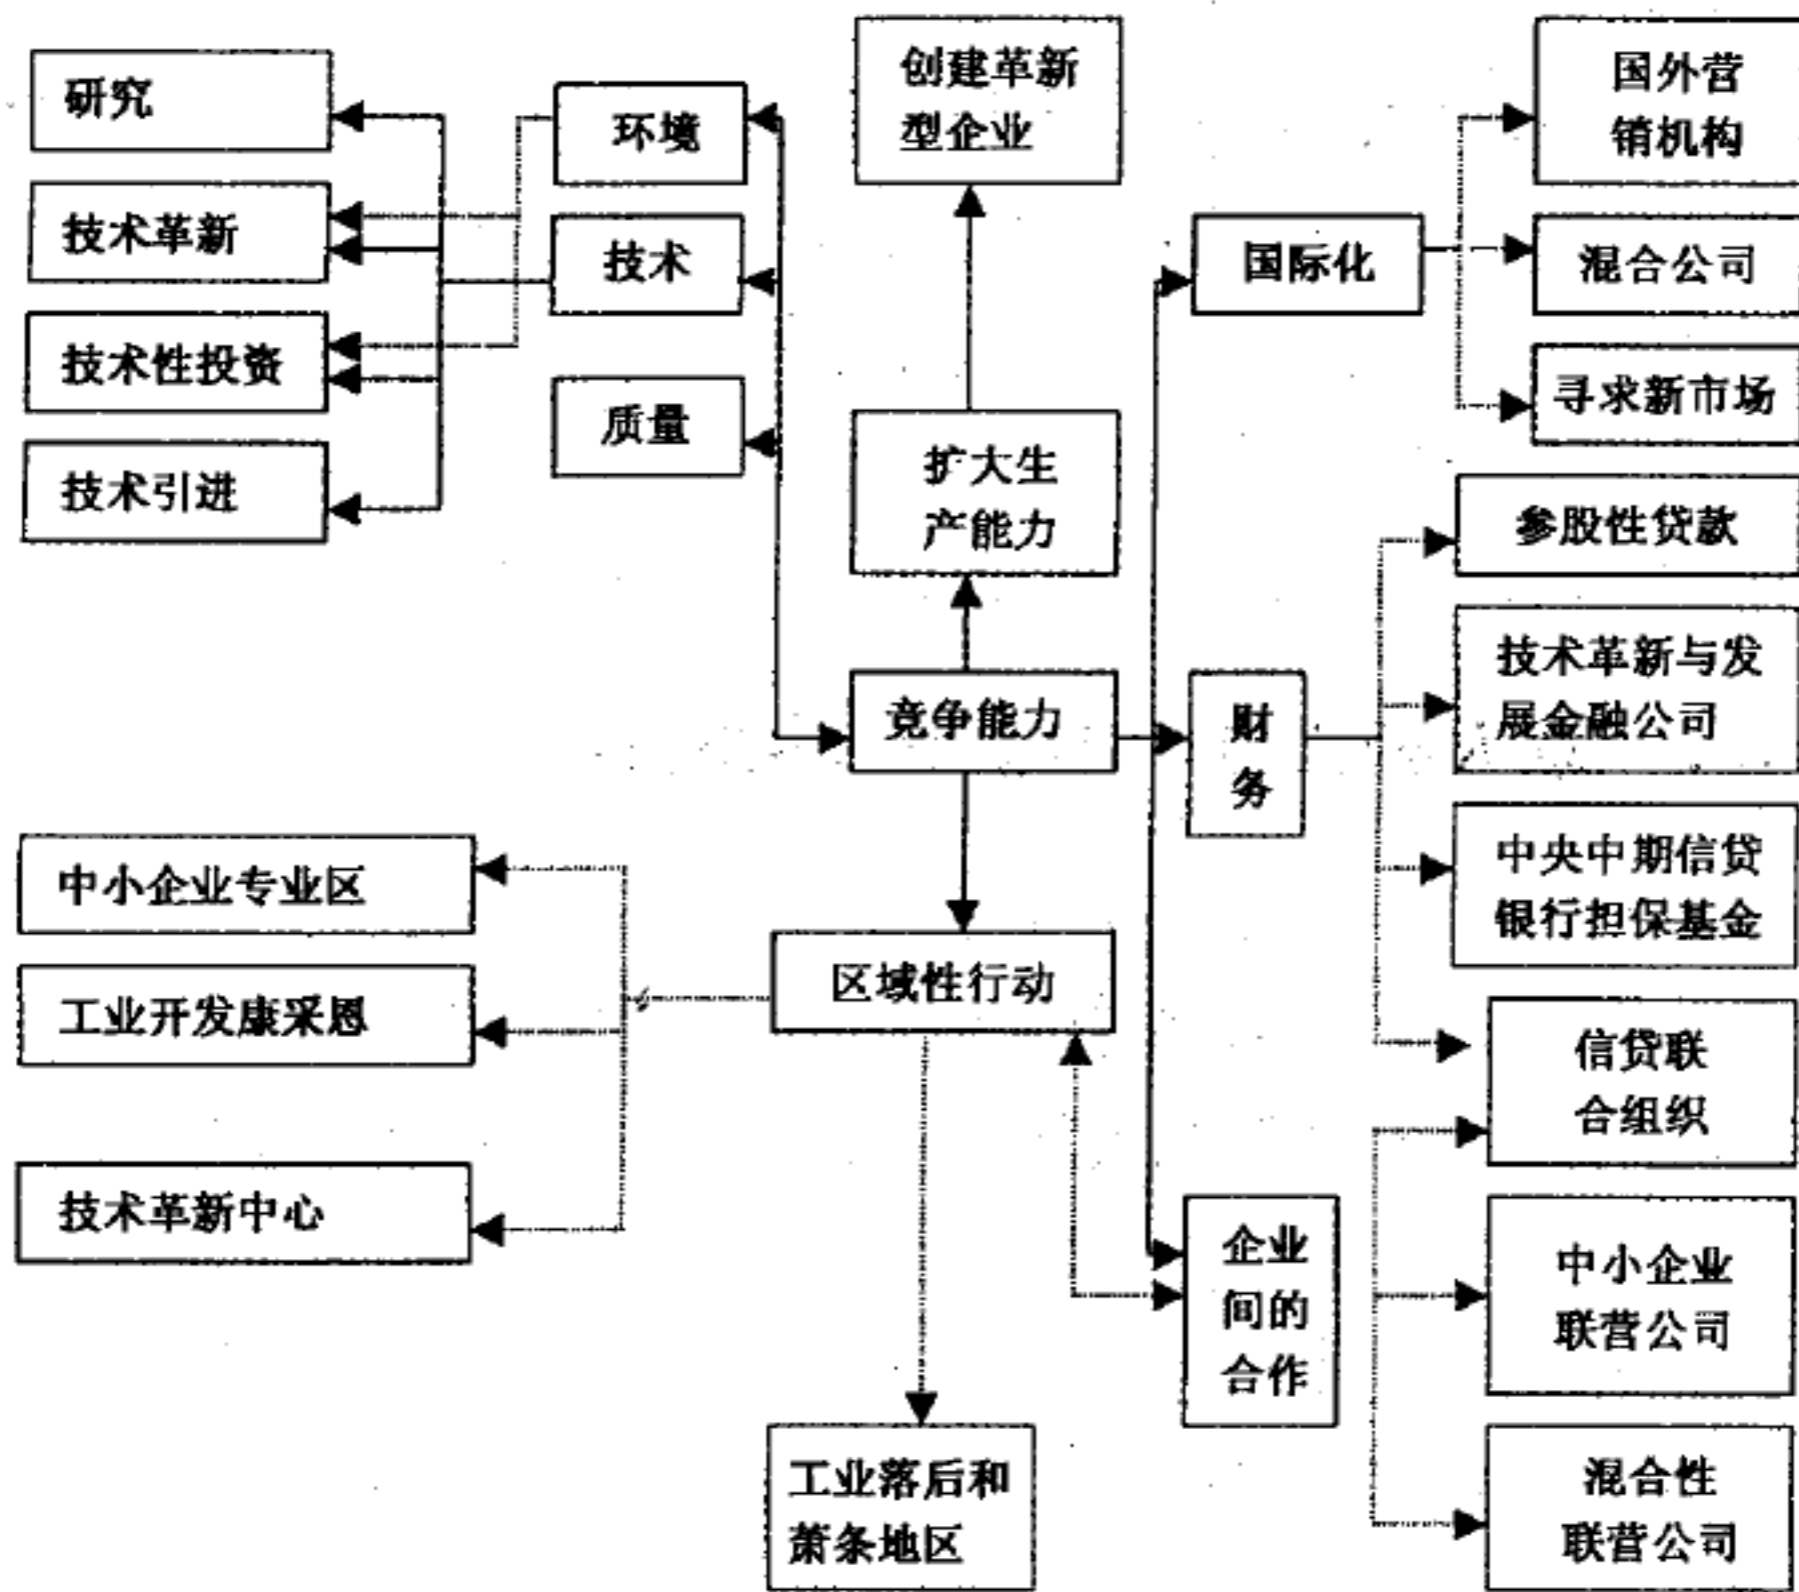 研究
技术革新
技术性投资
技术引进
环境
技术
质量
创建革新
型企业
扩大生
产能力
竞争能力
区域性行动
中小企业专业区
工业开发康采恩
技术革新中心
工业落后和
萧条地区
国际化
国外营
销机构
混合公司
寻求新市场
财
务
参股性贷款
技术革新与发
展金融公司
中央中期信贷
银行担保基金
信贷联
合组织
企业
间的
合作
中小企业
联营公司
混合性
联营公司